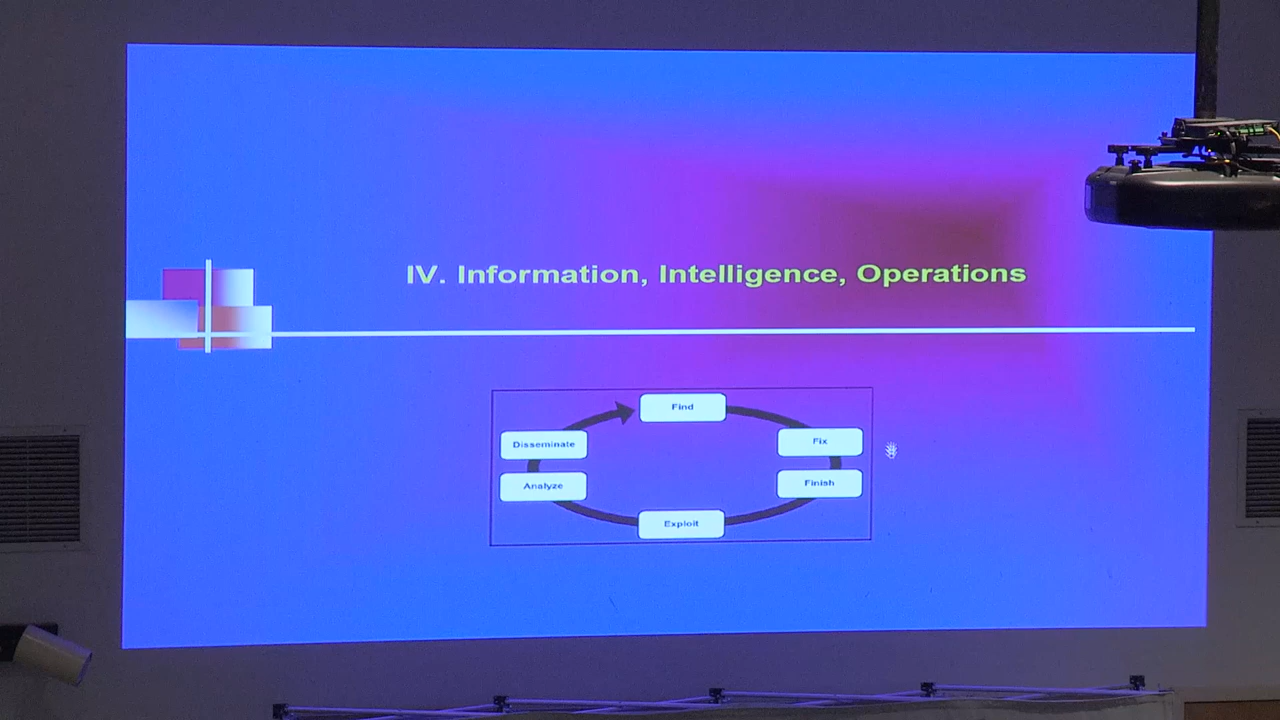 IV. Information, Intelligence, Operations
Find
Disseminate
Fix
Analyze
Finish
Exploit